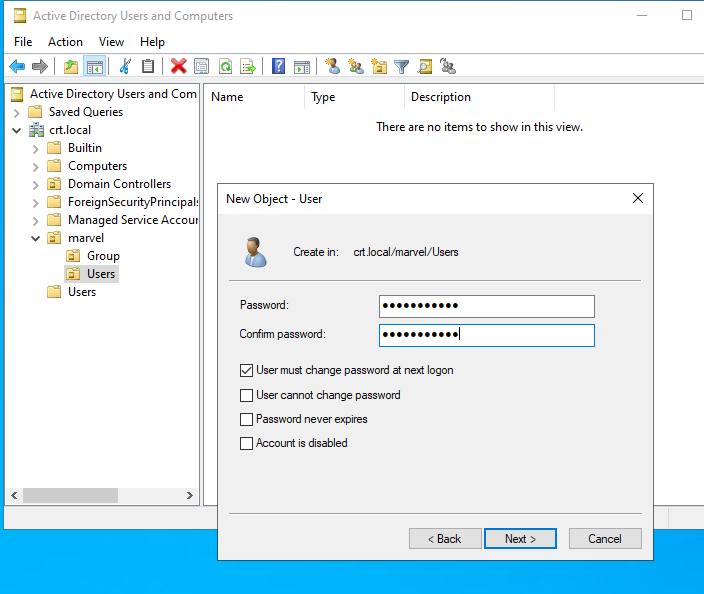 Active Directory Users and Computers
File Action View Help
Active Directory Users and Com
Saved Queries
crt.local
Builtin
Computers
Domain Controllers
ForeignSecurityPrincipals
Managed Service Accour
marvel
Group
Users
Users
Name Type Description
There are no items to show in this view.
New Object - User
Create in: crt.local/marvel/Users
Password: ●●●●●●●●●●●
Confirm password: ●●●●●●●●●●●
User must change password at next logon
User cannot change password
Password never expires
Account is disabled
< Back Next > Cancel